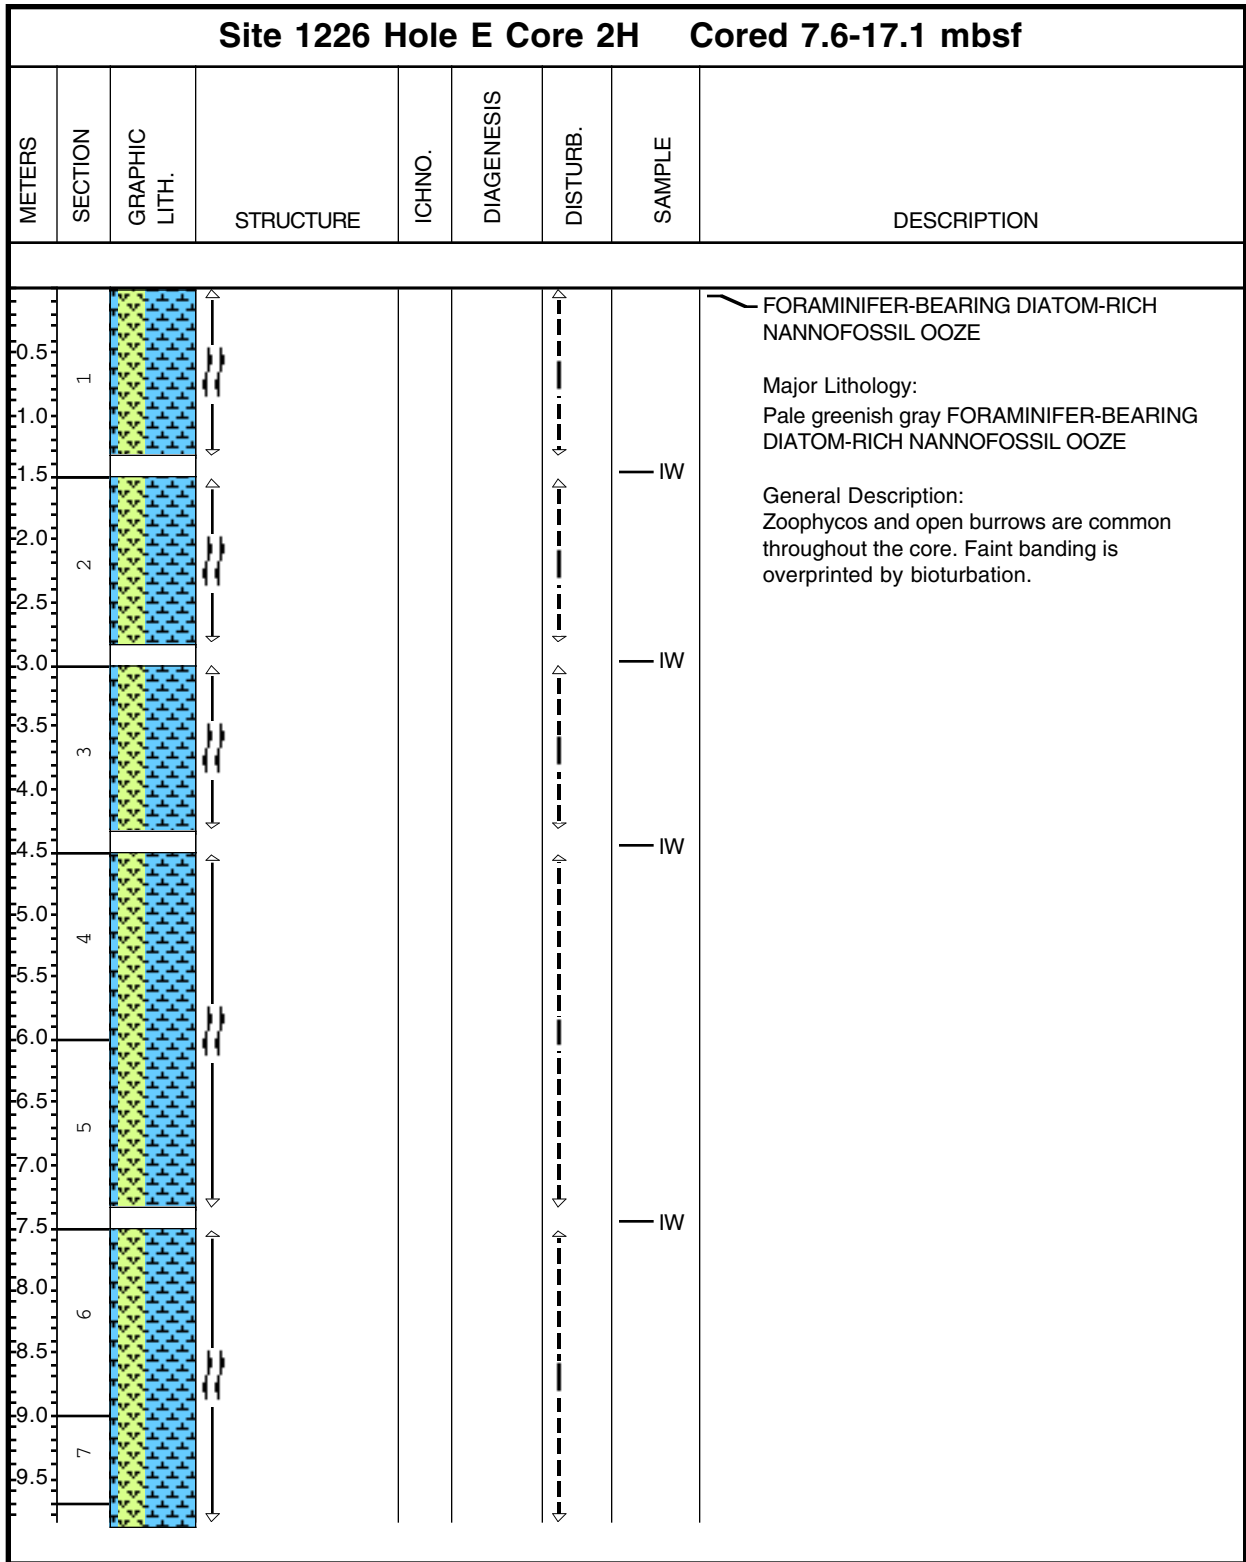 Site 1226 Hole E Core 2H Cored 7.6-17.1 mbsf
METERS
SECTION
GRAPHIC
LITH.
STRUCTURE
ICHNO.
DIAGENESIS
DISTURB.
SAMPLE
DESCRIPTION
0.5
1.0
1.5
2.0
2.5
3.0
3.5
4.0
4.5
5.0
5.5
6.0
6.5
7.0
7.5
8.0
8.5
9.0
9.5
1
2
3
4
5
6
7
IW
IW
IW
IW
FORAMINIFER-BEARING DIATOM-RICH
NANNOFOSSIL OOZE
Major Lithology:
Pale greenish gray FORAMINIFER-BEARING
DIATOM-RICH NANNOFOSSIL OOZE
General Description:
Zoophycos and open burrows are common
throughout the core. Faint banding is
overprinted by bioturbation.